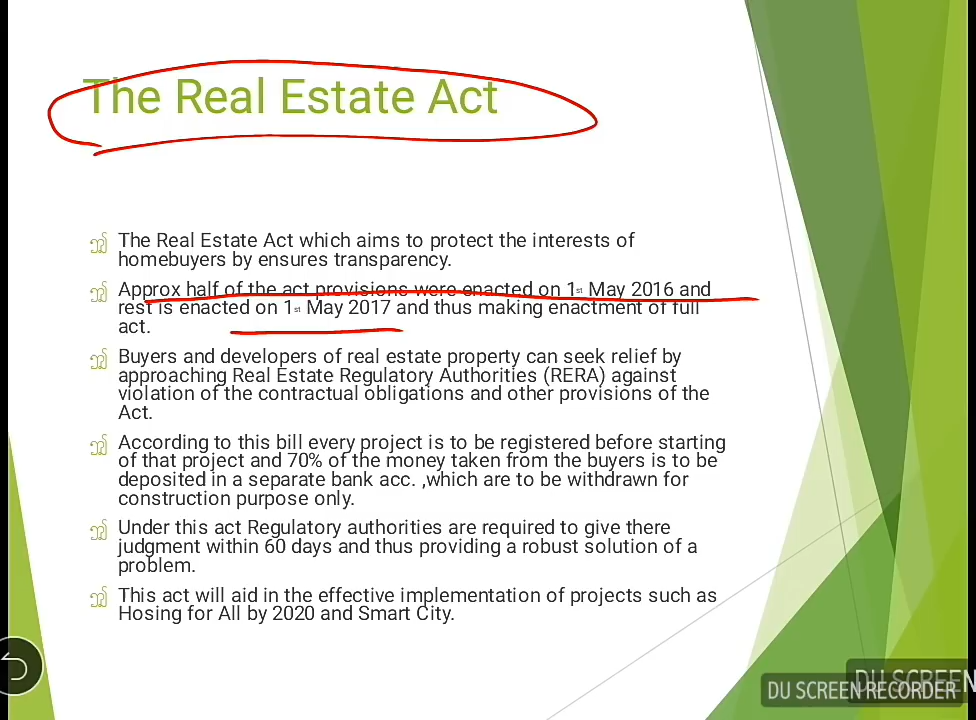 The Real Estate Act
The Real Estate Act which aims to protect the interests of
homebuyers by ensures transparency.
Approx half of the act provisions were enacted on 1st May 2016 and
rest is enacted on 1st May 2017 and thus making enactment of full
act.
Buyers and developers of real estate property can seek relief by
approaching Real Estate Regulatory Authorities (RERA) against
violation of the contractual obligations and other provisions of the
Act.
According to this bill every project is to be registered before starting
of that project and 70% of the money taken from the buyers is to be
deposited in a separate bank acc. ,which are to be withdrawn for
construction purpose only.
Under this act Regulatory authorities are required to give there
judgment within 60 days and thus providing a robust solution of a
problem.
This act will aid in the effective implementation of projects such as
Hosing for All by 2020 and Smart City.
DU SCREEN
DU SCREEN RECORDER